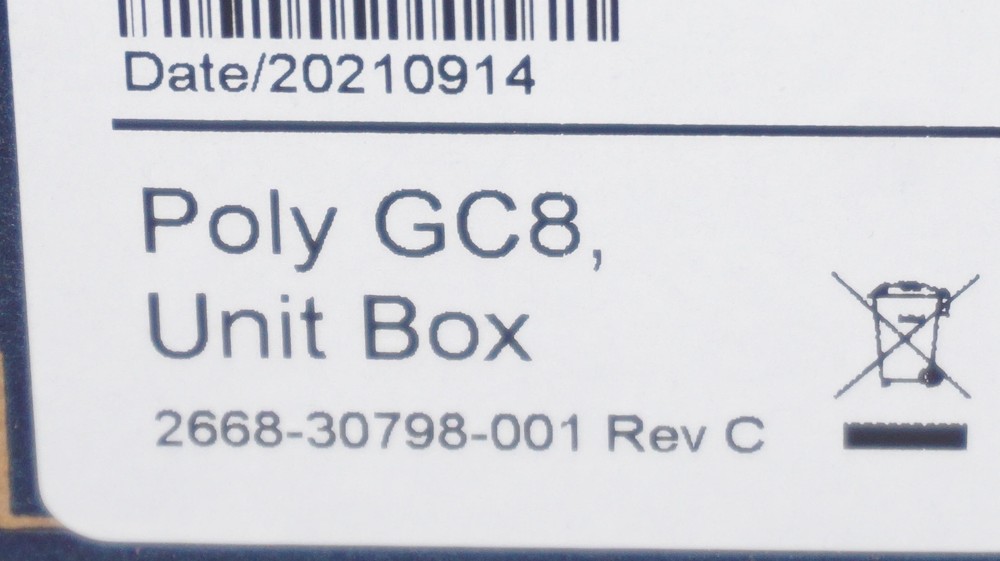 Date/20210914
Poly GC8,
Unit Box
2668-30798-001 Rev C